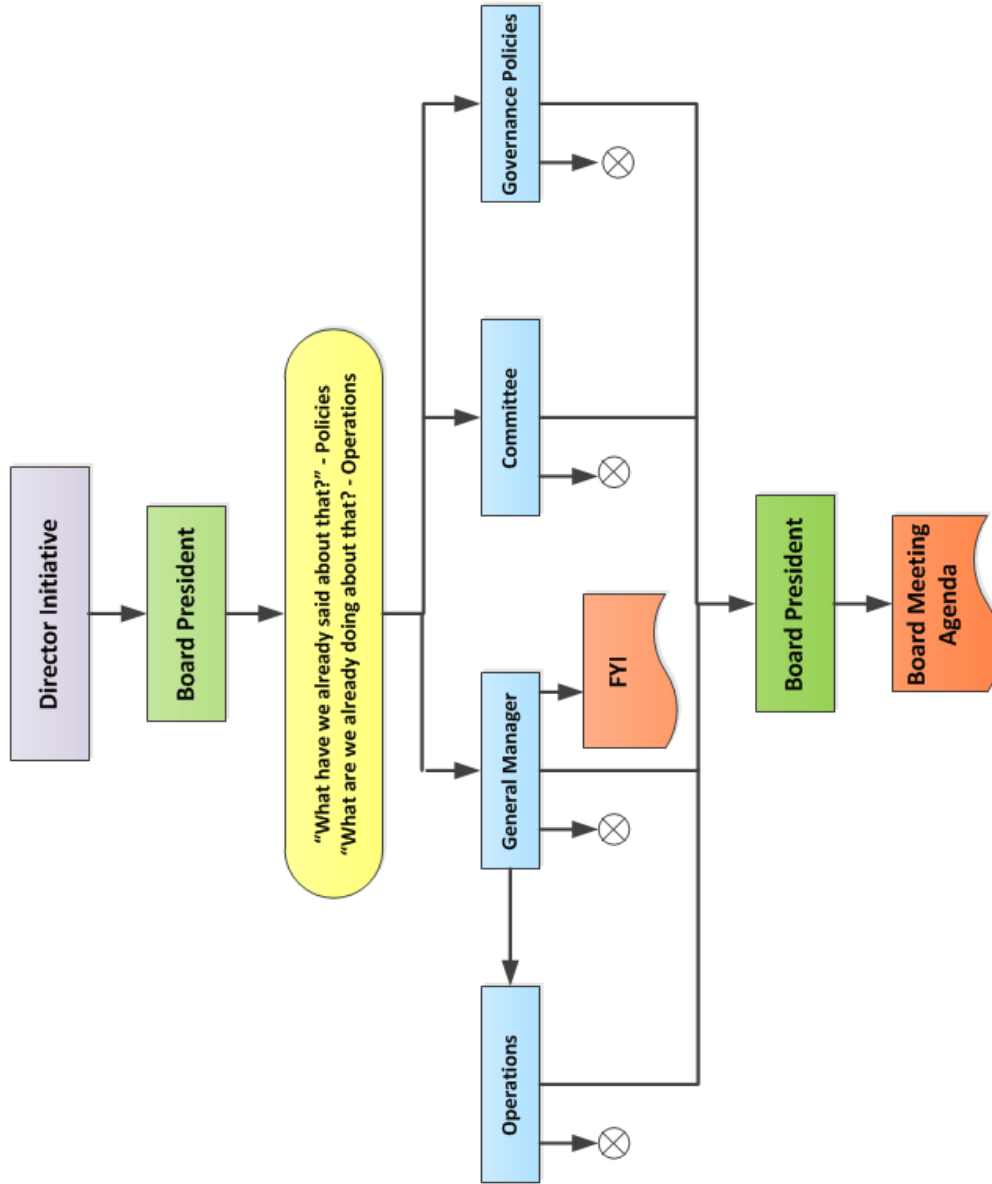 Director Initiative
Board President
“What have we already said about that?” - Policies
“What are we already doing about that? - Operations
Operations
General Manager
Committee
Governance Policies
FYI
Board President
Board Meeting
Agenda